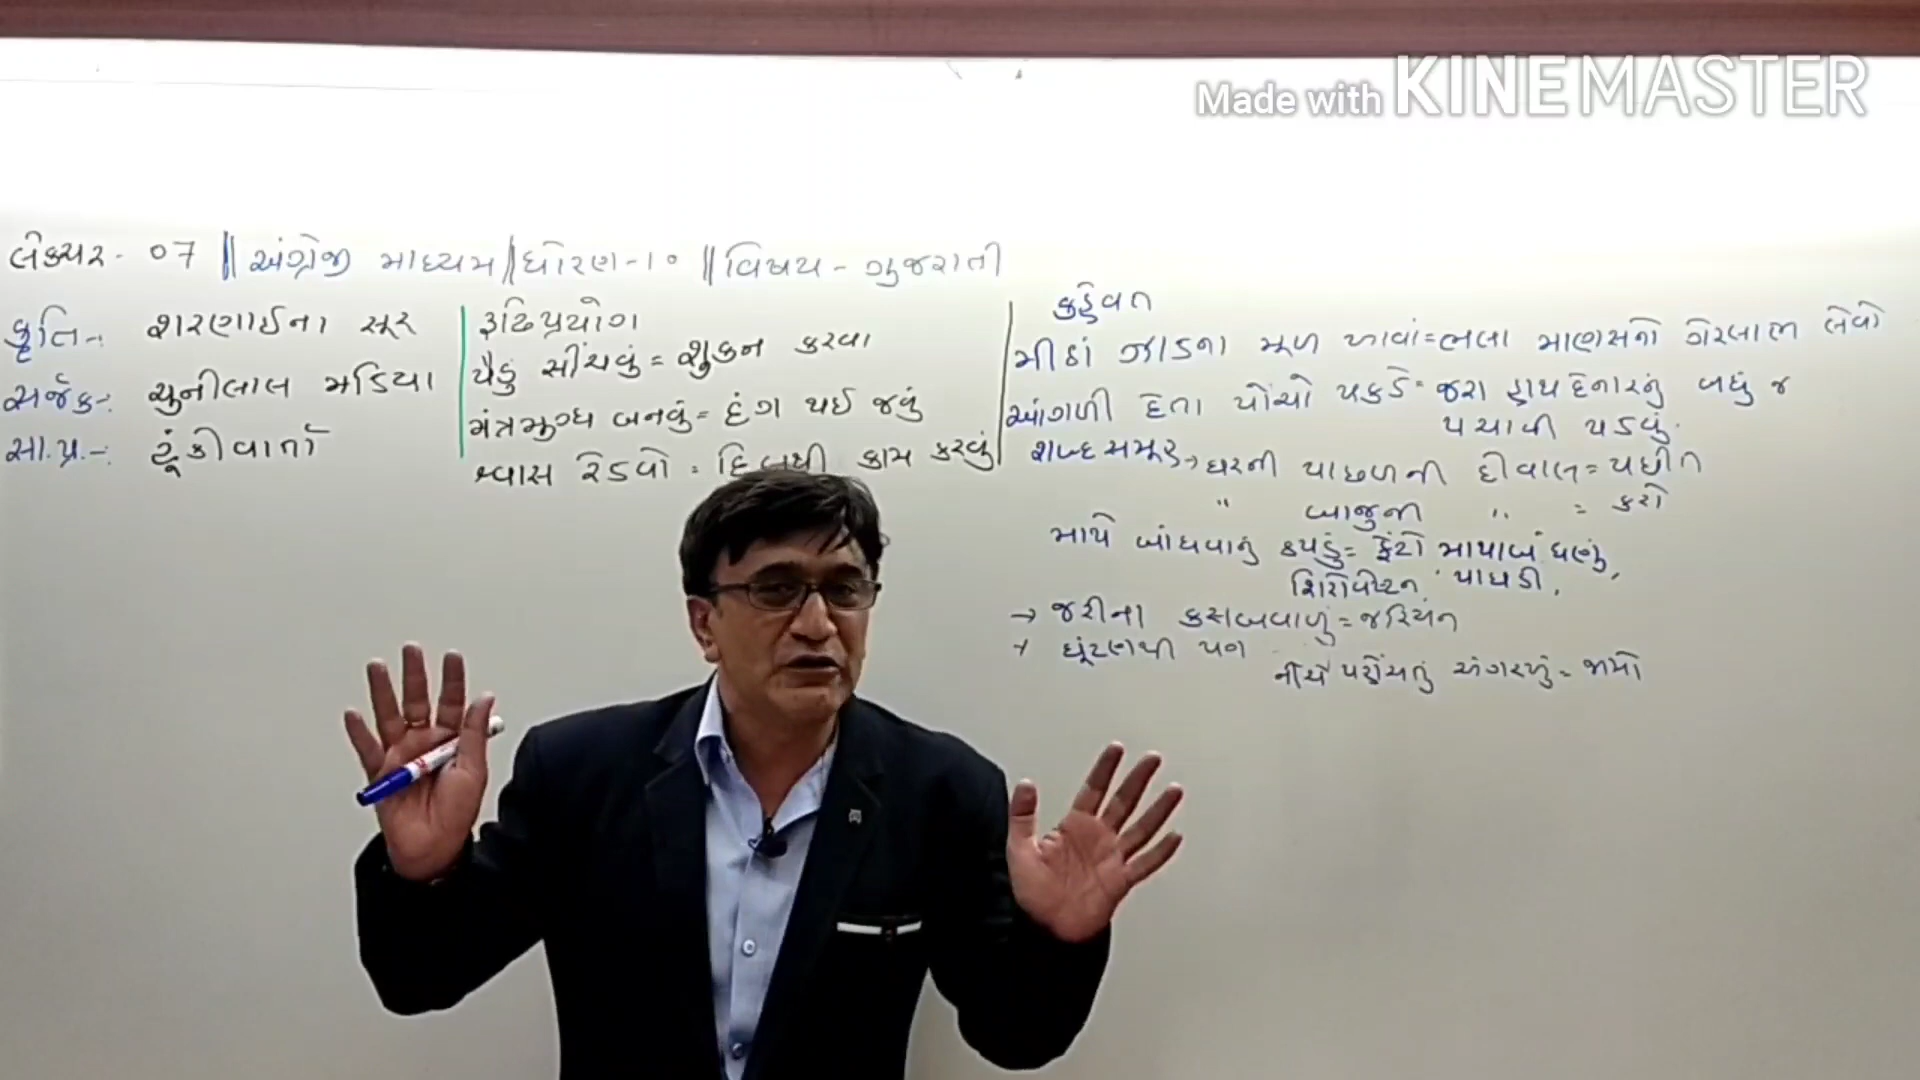 Made with KINEMASTER
લેક્ચર - ૦૭ || અંગ્રેજી માધ્યમ || ધોરણ-૧૦ || વિષય - ગુજરાતી
કૃતિ-: શરણાઈના સૂર
સર્જક-: ચુનીલાલ મડિયા
સા.પ્ર.-: ટૂંકીવાર્તા
રૂઢિપ્રયોગ
પૈડું સીંચવું = શુકન કરવા
મંત્રમુગ્ધ બનવું = દંગ થઈ જવું
શ્વાસ રેડવો = દિલથી કામ કરવું
કહેવત
મીઠાં ઝાડના મૂળ ખાવાં = ભલા માણસનો ગેરલાભ લેવો
આંગળી દેતા પોંચો પકડે = જરા હાથ દેનારનું બધું જ
પચાવી પડવું.
શબ્દસમૂહ → ઘરની પાછળની દીવાલ = પછીત
" બાજુની " = કરો
માથે બાંધવાનું કપડું = ફેંટો માથાબંધણું,
શિરોવેષ્ટન, પાઘડી,
→ જરીના કસબવાળું = જરિયન
→ ઘૂંટણથી પણ
નીચે પહોંચતું અંગરખું = જામો